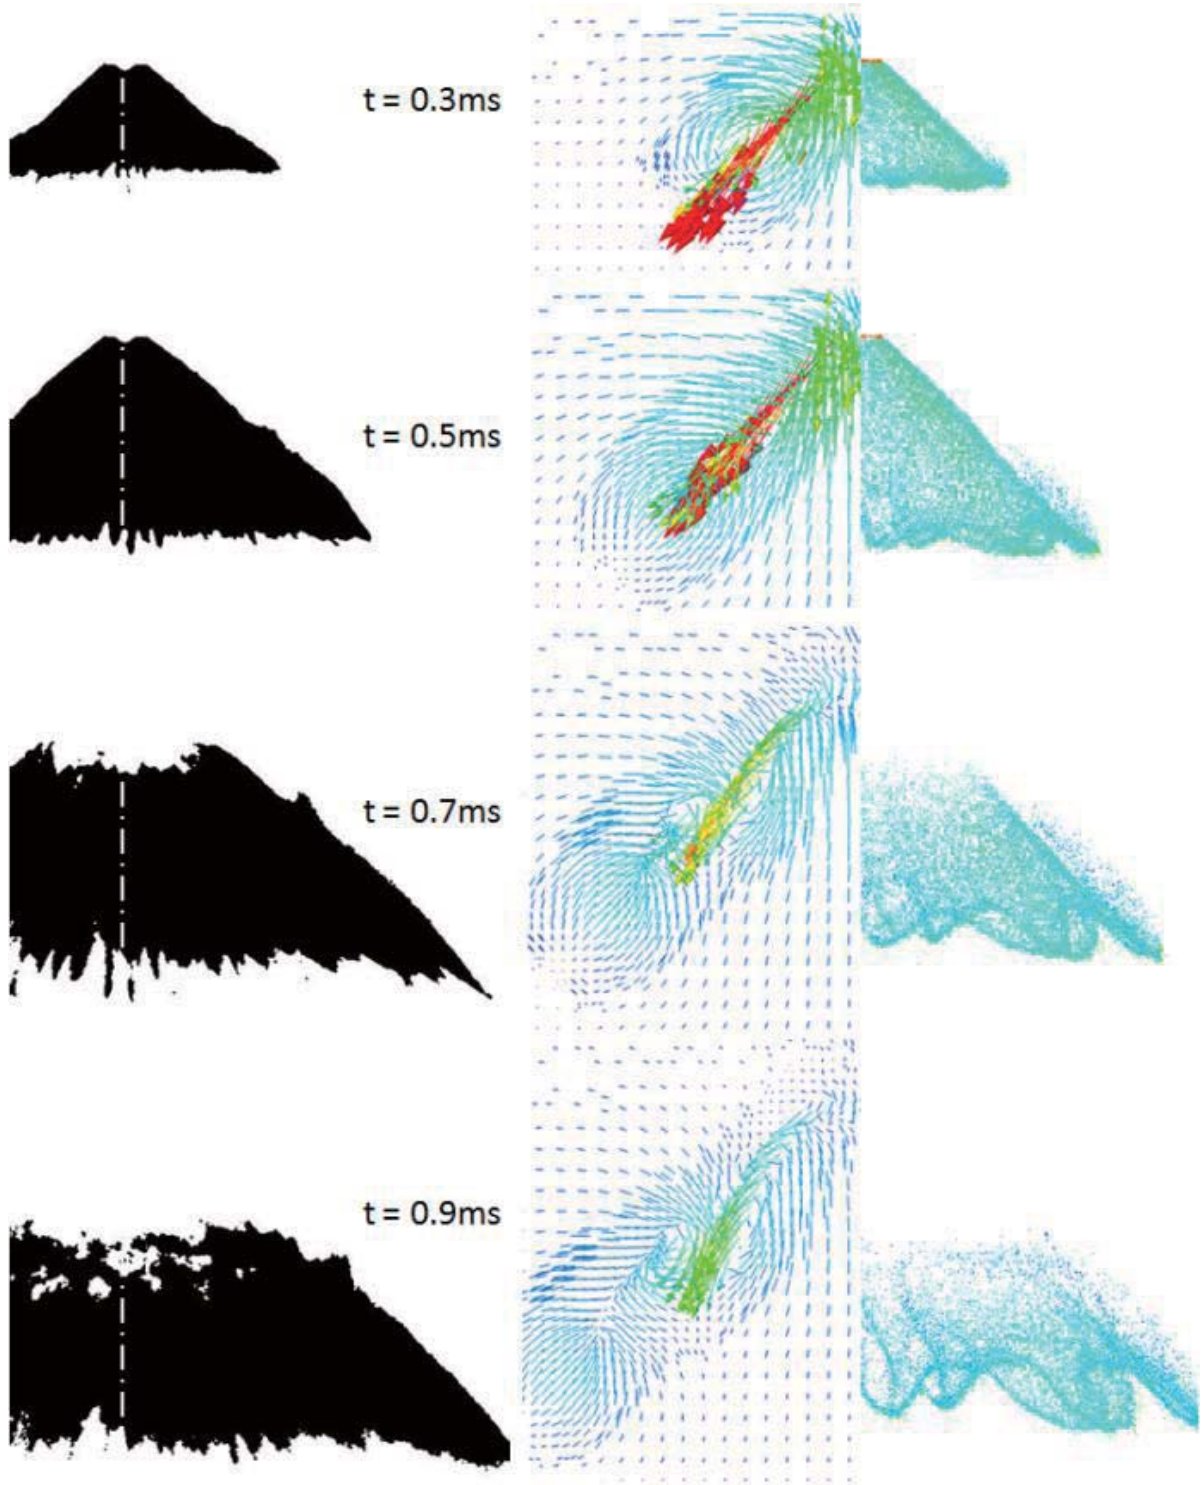 t = 0.3ms
t = 0.5ms
t = 0.7ms
t = 0.9ms